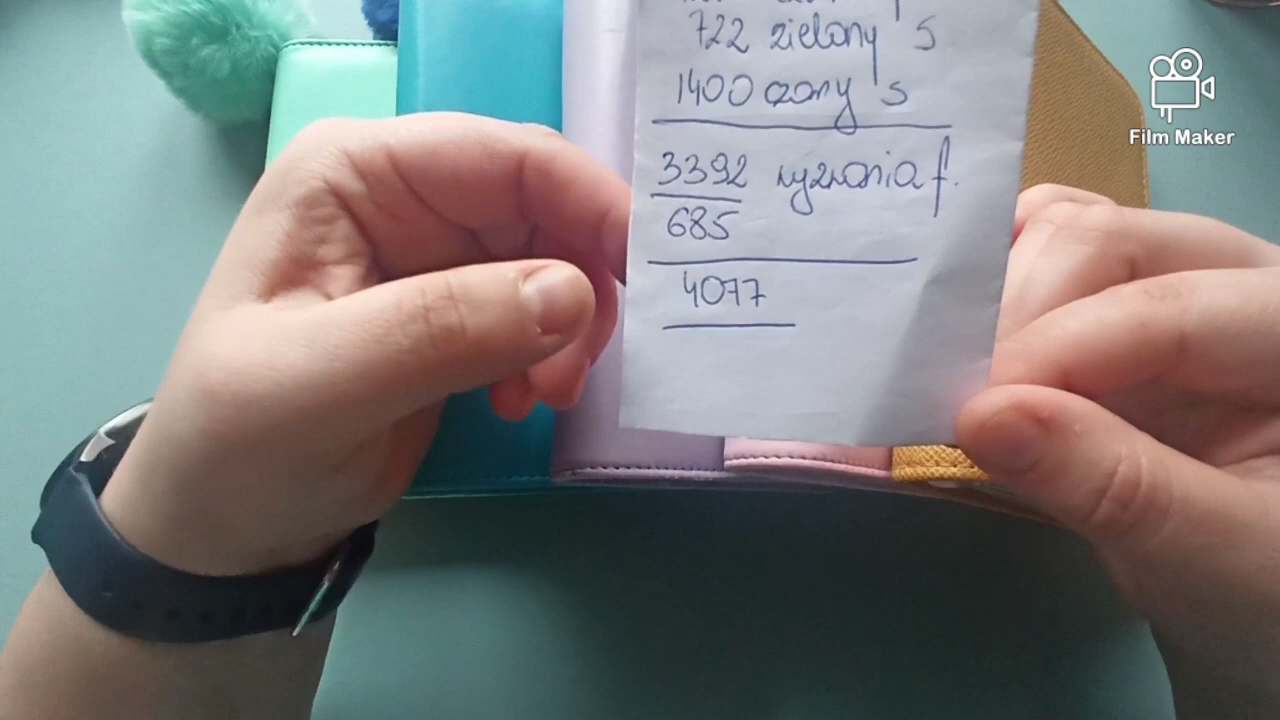 722 zielony S
1400 czarny S
3392 wyzwania f.
685
4077
Film Maker